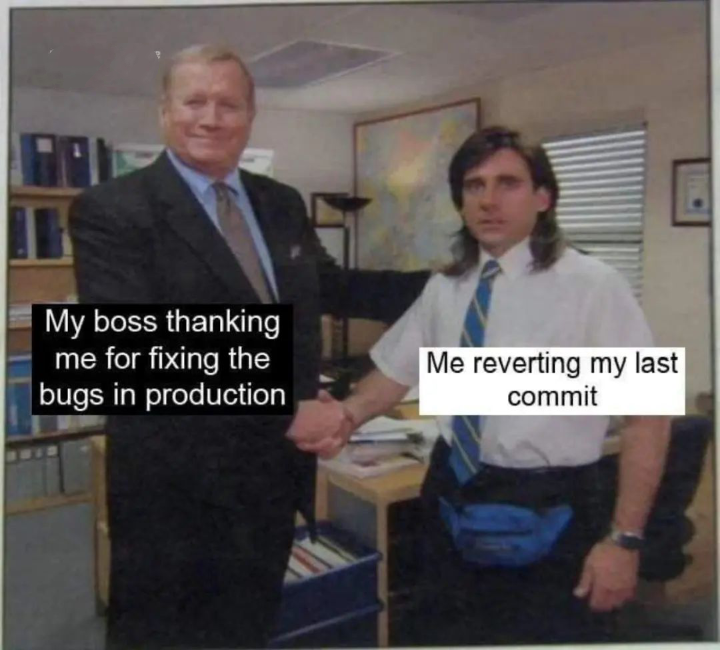 My boss thanking
me for fixing the
bugs in production
Me reverting my last
commit